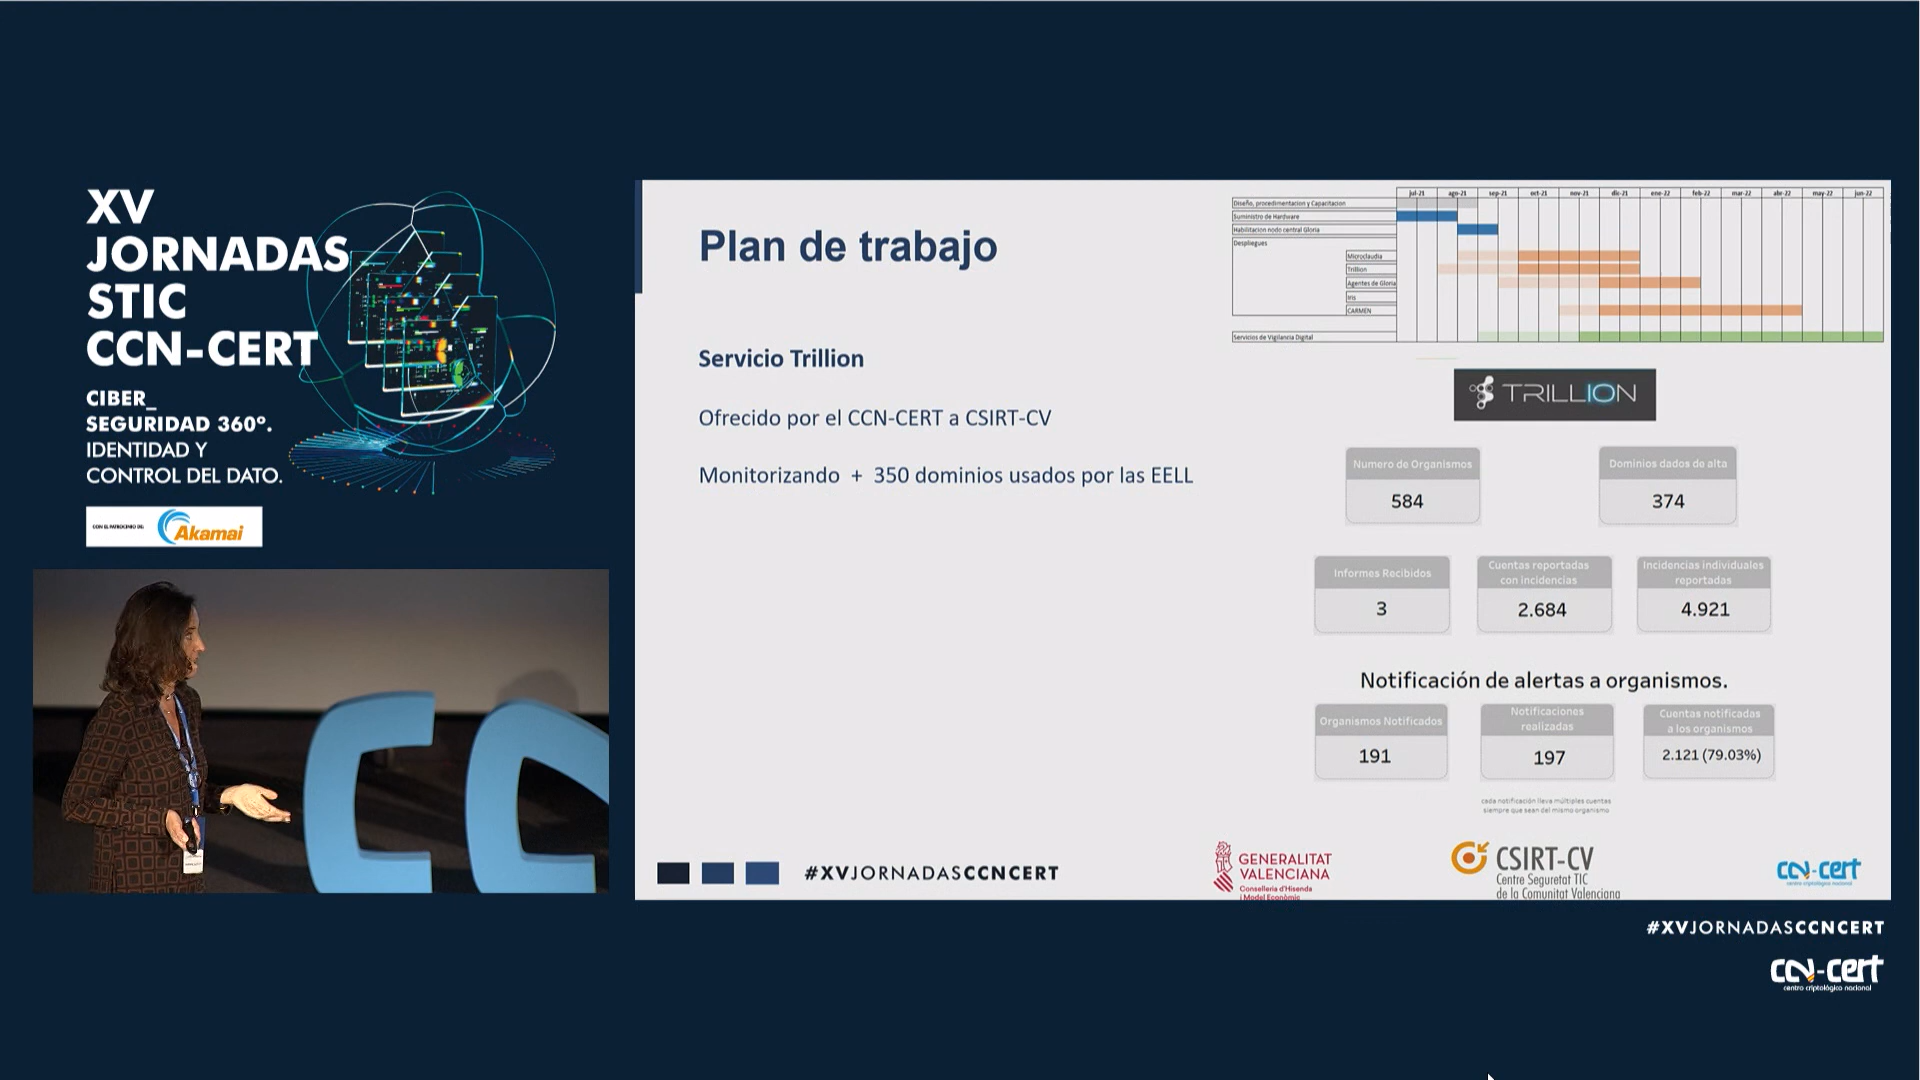 XV
JORNADAS
STIC
CCN-CERT
CIBER_
SEGURIDAD 360º.
IDENTIDAD Y
CONTROL DEL DATO.
CON EL PATROCINIO DE:
Akamai
Plan de trabajo
Servicio Trillion
Ofrecido por el CCN-CERT a CSIRT-CV
Monitorizando + 350 dominios usados por las EELL
jul-21 ago-21 sep-21 oct-21 nov-21 dic-21 ene-22 feb-22 mar-22 abr-22 may-22 jun-22
Diseño, procedimentacion y Capacitacion
Suministro de Hardware
Habilitacion nodo central Gloria
Despliegues
Microclaudia
Trillion
Agentes de Gloria
Iris
CARMEN
Servicios de Vigilancia Digital
TRILLION
Numero de Organismos
584
Dominios dados de alta
374
Informes Recibidos
3
Cuentas reportadas
con incidencias
2.684
Incidencias individuales
reportadas
4.921
Notificación de alertas a organismos.
Organismos Notificados
191
Notificaciones
realizadas
197
Cuentas notificadas
a los organismos
2.121 (79.03%)
cada notificación lleva múltiples cuentas
siempre que sean del mismo organismo
#XVJORNADASCCNCERT
GENERALITAT
VALENCIANA
Conselleria d'Hisenda
i Model Econòmic
CSIRT-CV
Centre Seguretat TIC
de la Comunitat Valenciana
ccn-cert
centro criptológico nacional
#XVJORNADASCCNCERT
ccn-cert
centro criptológico nacional